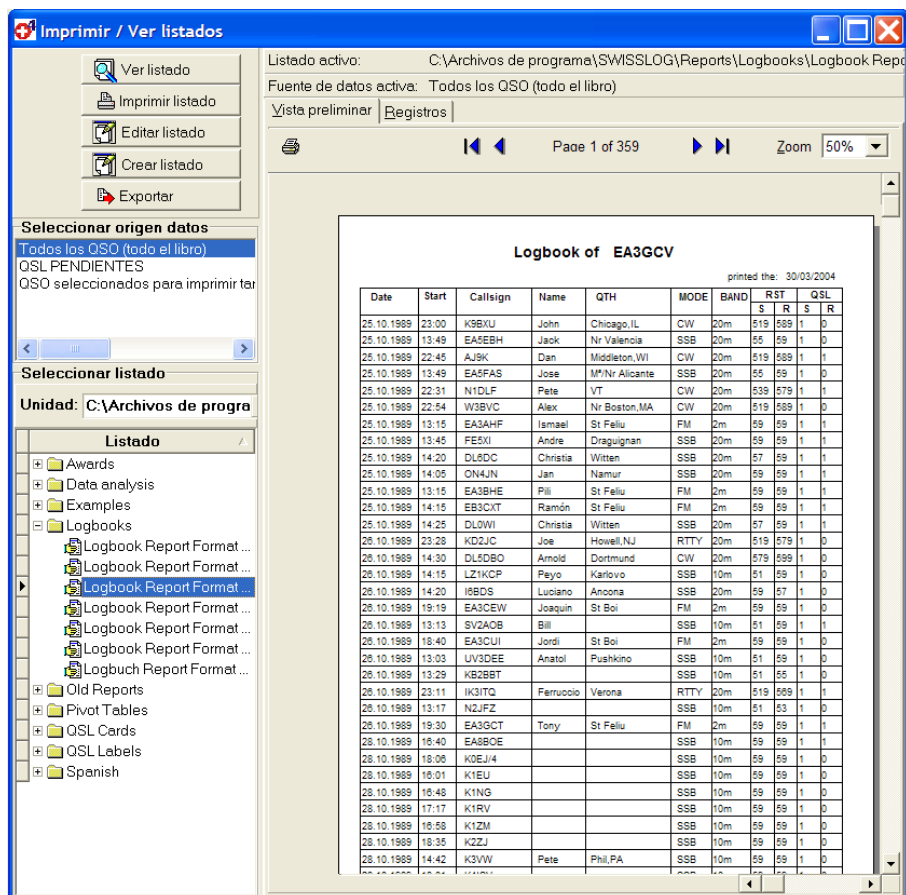 Imprimir / Ver listados
Ver listado
Imprimir listado
Editar listado
Crear listado
Exportar
Seleccionar origen datos
Todos los QSO (todo el libro)
QSL PENDIENTES
QSO seleccionados para imprimir tar
Seleccionar listado
Unidad: C:\Archivos de progra
Listado
Awards
Data analysis
Examples
Logbooks
Logbook Report Format ...
Logbook Report Format ...
Logbook Report Format ...
Logbook Report Format ...
Logbook Report Format ...
Logbook Report Format ...
Logbuch Report Format ...
Old Reports
Pivot Tables
QSL Cards
QSL Labels
Spanish
Listado activo: C:\Archivos de programa\SWISSLOG\Reports\Logbooks\Logbook Repo
Fuente de datos activa: Todos los QSO (todo el libro)
Vista preliminar Registros
Page 1 of 359 Zoom 50%
Logbook of EA3GCV
printed the: 30/03/2004
Date Start Callsign Name QTH MODE BAND RST QSL
S R S R
25.10.1989 23:00 K9BXU John Chicago,IL CW 20m 519 589 1 0
25.10.1989 13:49 EA5EBH Jack Nr Valencia SSB 20m 55 59 1 0
25.10.1989 22:45 AJ9K Dan Middleton,WI CW 20m 519 589 1 1
25.10.1989 13:49 EA5FAS Jose Mª/Nr Alicante SSB 20m 55 59 1 0
25.10.1989 22:31 N1DLF Pete VT CW 20m 539 579 1 1
25.10.1989 22:54 W3BVC Alex Nr Boston,MA CW 20m 519 589 1 0
25.10.1989 13:15 EA3AHF Ismael St Feliu FM 2m 59 59 1 1
25.10.1989 13:45 FE5XI Andre Draguignan SSB 20m 59 59 1 1
25.10.1989 14:20 DL6DC Christia Witten SSB 20m 57 59 1 1
25.10.1989 14:05 ON4JN Jan Namur SSB 20m 59 59 1 1
25.10.1989 13:15 EA3BHE Pili St Feliu FM 2m 59 59 1 1
25.10.1989 14:15 EB3CXT Ramón St Feliu FM 2m 59 59 1 0
25.10.1989 14:25 DL0WI Christia Witten SSB 20m 57 59 1 1
26.10.1989 23:28 KD2JC Joe Howell,NJ RTTY 20m 519 579 1 0
26.10.1989 14:30 DL5DBO Arnold Dortmund CW 20m 579 599 1 0
26.10.1989 14:15 LZ1KCP Peyo Karlovo SSB 10m 51 59 1 0
26.10.1989 14:20 I6BDS Luciano Ancona SSB 20m 59 57 1 0
26.10.1989 19:19 EA3CEW Joaquin St Boi FM 2m 59 59 1 0
26.10.1989 13:13 SV2AOB Bill SSB 10m 51 59 1 1
26.10.1989 18:40 EA3CUI Jordi St Boi FM 2m 59 59 1 0
26.10.1989 13:03 UV3DEE Anatol Pushkino SSB 10m 51 59 1 0
26.10.1989 13:29 KB2BBT SSB 10m 51 55 1 0
26.10.1989 23:11 IK3ITQ Ferruccio Verona RTTY 20m 519 569 1 1
26.10.1989 13:17 N2JFZ SSB 10m 51 53 1 0
26.10.1989 19:30 EA3GCT Tony St Feliu FM 2m 59 59 1 1
28.10.1989 16:40 EA8BOE SSB 10m 59 59 1 1
28.10.1989 18:06 K0EJ/4 SSB 10m 59 59 1 0
28.10.1989 16:01 K1EU SSB 10m 59 59 1 0
28.10.1989 16:48 K1NG SSB 10m 59 59 1 0
28.10.1989 17:17 K1RV SSB 10m 59 59 1 0
28.10.1989 16:58 K1ZM SSB 10m 59 59 1 0
28.10.1989 18:35 K2ZJ SSB 10m 59 59 1 0
28.10.1989 14:42 K3VW Pete Phil,PA SSB 10m 59 59 1 0